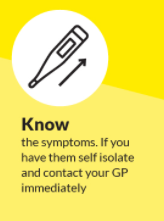 Know
the symptoms. If you
have them self isolate
and contact your GP
immediately